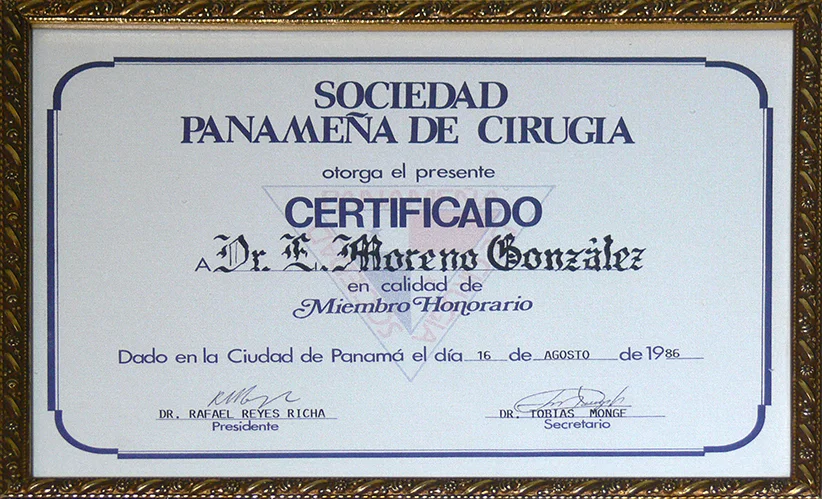 SOCIEDAD
PANAMEÑA DE CIRUGIA
otorga el presente
CERTIFICADO
A Dr. E. Moreno González
en calidad de
Miembro Honorario
Dado en la Ciudad de Panamá el día 16 de AGOSTO de 1986
DR. RAFAEL REYES RICHA
Presidente
DR. TOBIAS MONGE
Secretario